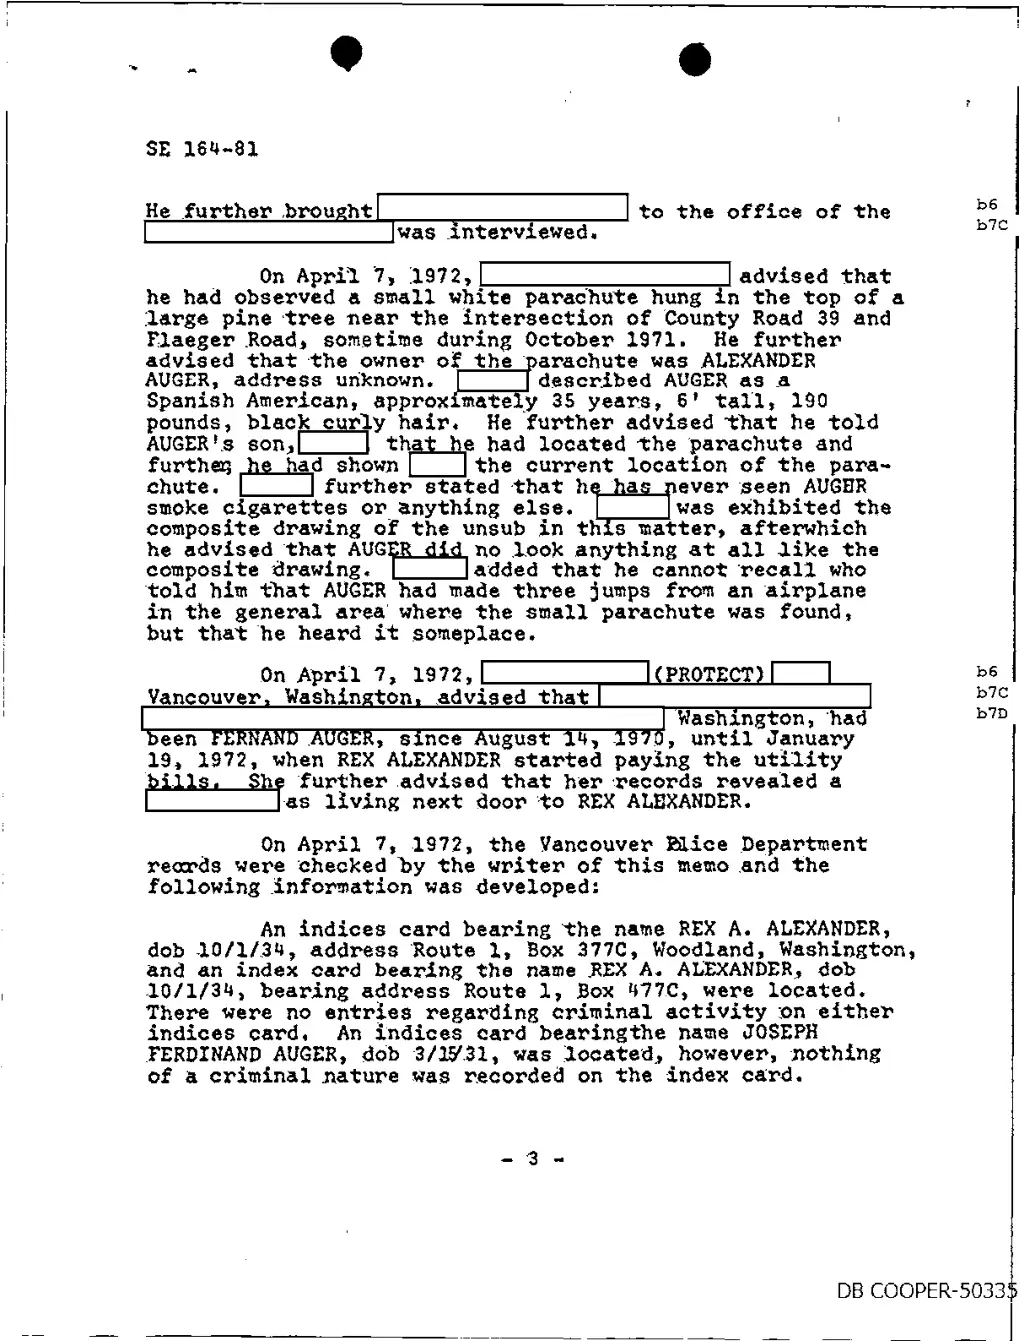 SE 164-81
He further brought to the office of the b6
was interviewed. b7C
On April 7, 1972, advised that
he had observed a small white parachute hung in the top of a
large pine tree near the intersection of County Road 39 and
Flaeger Road, sometime during October 1971. He further
advised that the owner of the parachute was ALEXANDER
AUGER, address unknown. described AUGER as a
Spanish American, approximately 35 years, 6' tall, 190
pounds, black curly hair. He further advised that he told
AUGER's son, that he had located the parachute and
further he had shown the current location of the para-
chute. further stated that he has never seen AUGER
smoke cigarettes or anything else. was exhibited the
composite drawing of the unsub in this matter, afterwhich
he advised that AUGER did no look anything at all like the
composite drawing. added that he cannot recall who
told him that AUGER had made three jumps from an airplane
in the general area where the small parachute was found,
but that he heard it someplace.
On April 7, 1972, (PROTECT) b6
Vancouver, Washington, advised that b7C
Washington, had b7D
been FERNAND AUGER, since August 14, 1970, until January
19, 1972, when REX ALEXANDER started paying the utility
bills. She further advised that her records revealed a
as living next door to REX ALEXANDER.
On April 7, 1972, the Vancouver Plice Department
records were checked by the writer of this memo and the
following information was developed:
An indices card bearing the name REX A. ALEXANDER,
dob 10/1/34, address Route 1, Box 377C, Woodland, Washington,
and an index card bearing the name REX A. ALEXANDER, dob
10/1/34, bearing address Route 1, Box 477C, were located.
There were no entries regarding criminal activity on either
indices card. An indices card bearingthe name JOSEPH
FERDINAND AUGER, dob 3/15/31, was located, however, nothing
of a criminal nature was recorded on the index card.
- 3 -
DB COOPER-50335